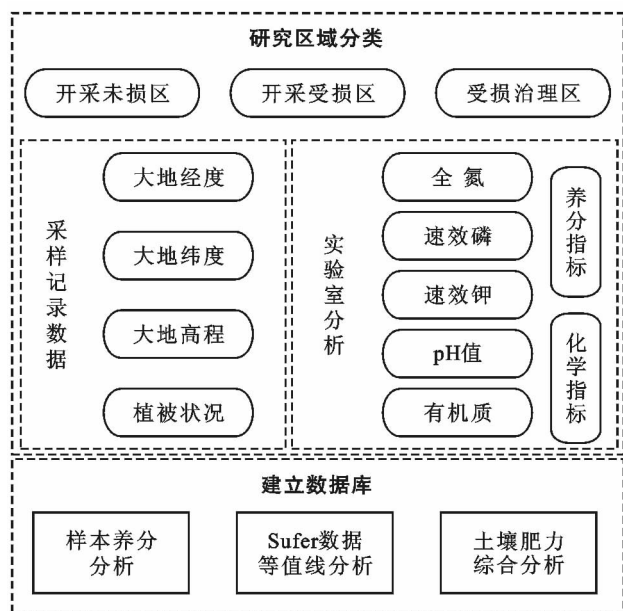 研究区域分类
开采未损区
开采受损区
受损治理区
采样记录数据
大地经度
大地纬度
大地高程
植被状况
实验室分析
全 氮
速效磷
速效钾
pH值
有机质
养分指标
化学指标
建立数据库
样本养分
分析
Sufer数据
等值线分析
土壤肥力
综合分析